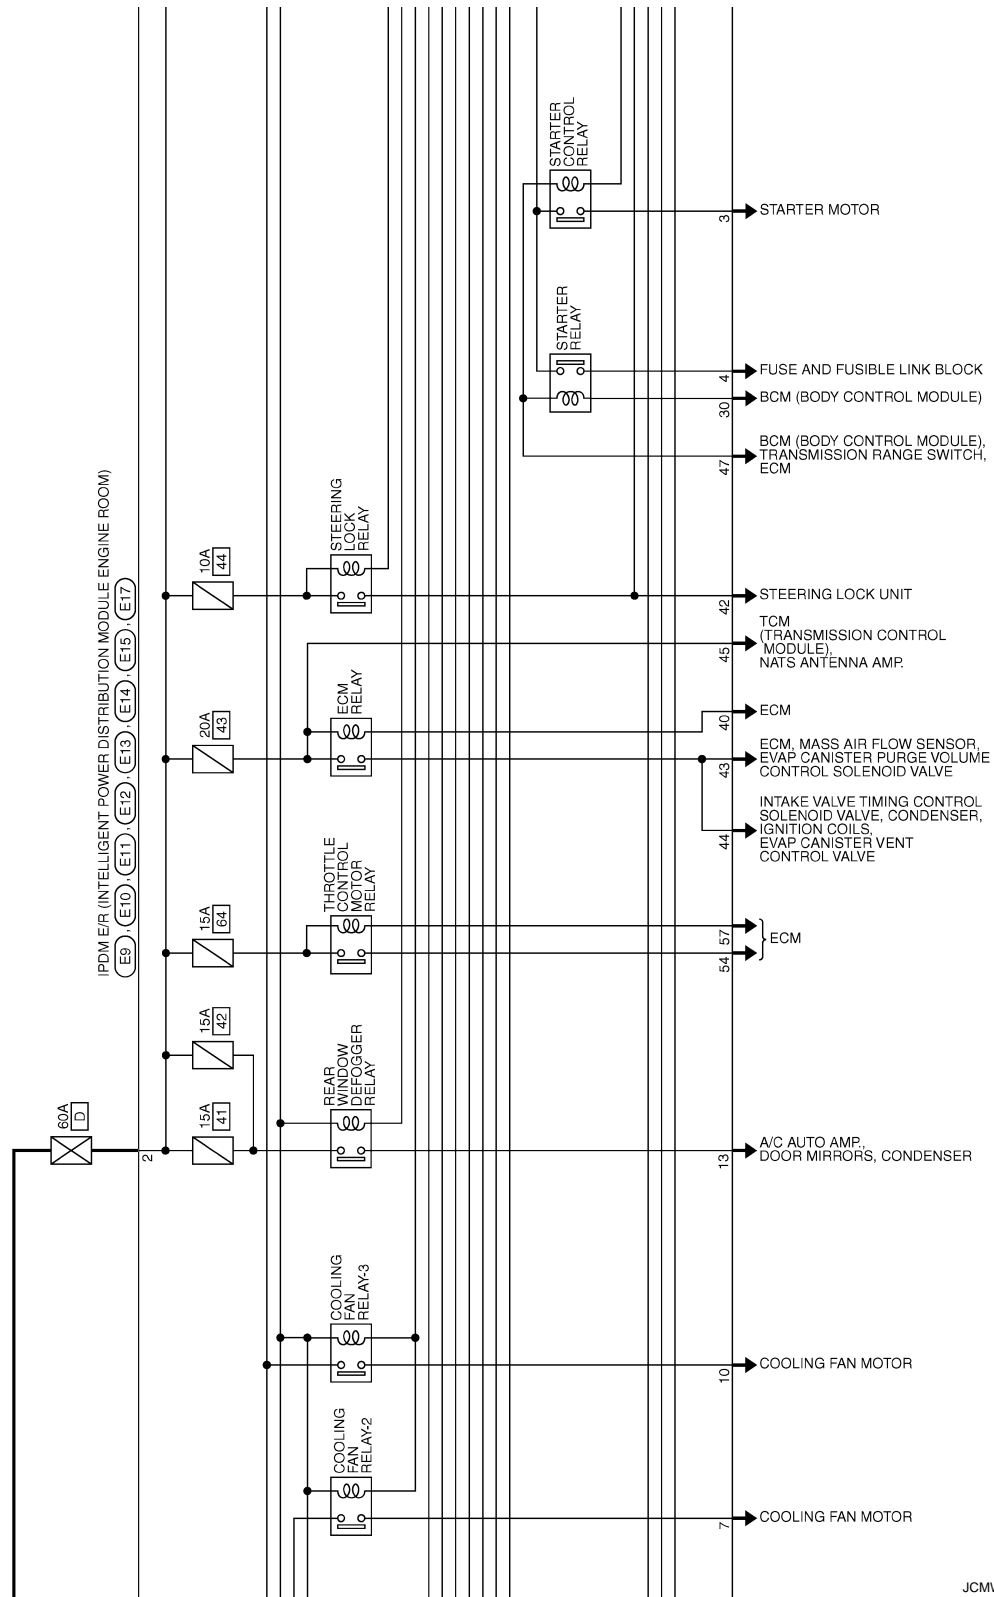 STARTER
CONTROL
RELAY
3
STARTER MOTOR
STARTER
RELAY
4
FUSE AND FUSIBLE LINK BLOCK
30
BCM (BODY CONTROL MODULE)
47
BCM (BODY CONTROL MODULE),
TRANSMISSION RANGE SWITCH,
ECM
IPDM E/R (INTELLIGENT POWER DISTRIBUTION MODULE ENGINE ROOM)
E9 , E10 , E11 , E12 , E13 , E14 , E15 , E17
10A
44
STEERING
LOCK
RELAY
42
STEERING LOCK UNIT
45
TCM
(TRANSMISSION CONTROL
MODULE),
NATS ANTENNA AMP.
20A
43
ECM
RELAY
40
ECM
43
ECM, MASS AIR FLOW SENSOR,
EVAP CANISTER PURGE VOLUME
CONTROL SOLENOID VALVE
44
INTAKE VALVE TIMING CONTROL
SOLENOID VALVE, CONDENSER,
IGNITION COILS,
EVAP CANISTER VENT
CONTROL VALVE
15A
64
THROTTLE
CONTROL
MOTOR
RELAY
57
54
ECM
15A
42
60A
D
2
15A
41
REAR
WINDOW
DEFOGGER
RELAY
13
A/C AUTO AMP.,
DOOR MIRRORS, CONDENSER
COOLING
FAN
RELAY-3
10
COOLING FAN MOTOR
COOLING
FAN
RELAY-2
7
COOLING FAN MOTOR